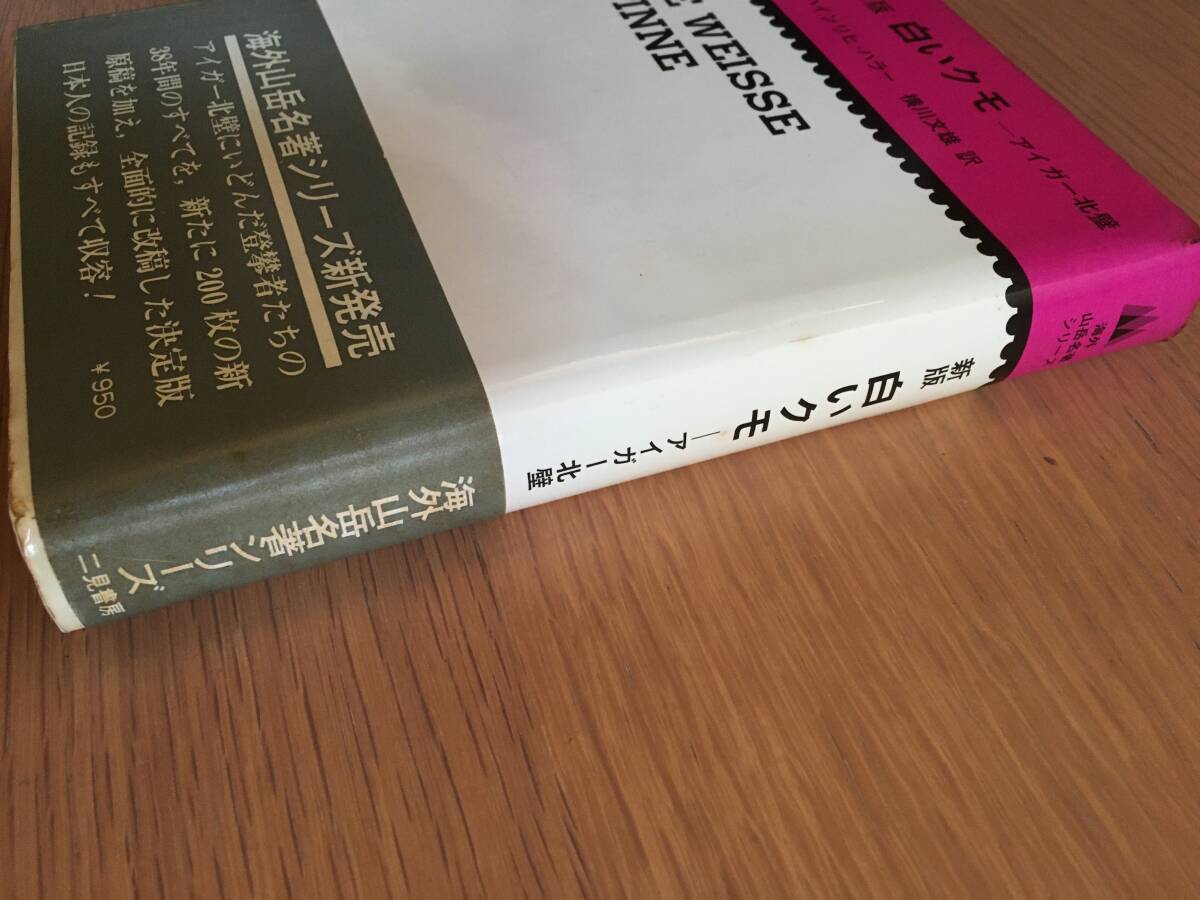 版 白いクモ ―アイガー北壁
ハインリヒ・ハラー 横川文雄 訳
E WEISSE
INNE
海外山岳名著シリーズ新発売
アイガー北壁にいどんだ登攀者たちの
38年間のすべてを，新たに 200枚の新
原稿を加え，全面的に改稿した決定版
日本人の記録もすべて収容！
￥950
海外
山岳名著
シリーズ
新版 白いクモ ―アイガー北壁
海外山岳名著シリーズ
二見書房